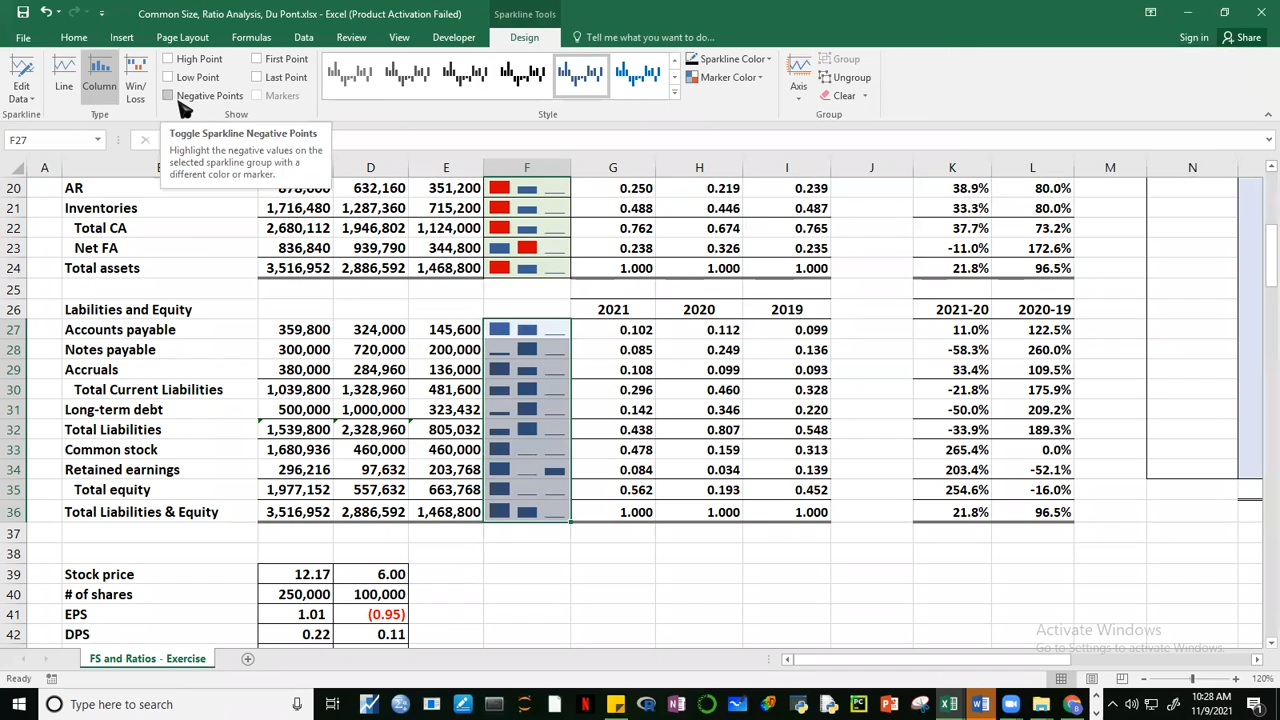 Common Size, Ratio Analysis, Du Pont.xlsx - Excel (Product Activation Failed)
Sparkline Tools
File Home Insert Page Layout Formulas Data Review View Developer Design Tell me what you want to do... Sign in Share
Edit Data
Line
Column
Win/Loss
High Point
Low Point
Negative Points
First Point
Last Point
Markers
Sparkline Color
Marker Color
Axis
Group
Ungroup
Clear
Sparkline Type Show Style Group
F27
Toggle Sparkline Negative Points
Highlight the negative values on the
selected sparkline group with a
different color or marker.
A D E F G H I J K L M N
20 AR 632,160 351,200 0.250 0.219 0.239 38.9% 80.0%
21 Inventories 1,716,480 1,287,360 715,200 0.488 0.446 0.487 33.3% 80.0%
22 Total CA 2,680,112 1,946,802 1,124,000 0.762 0.674 0.765 37.7% 73.2%
23 Net FA 836,840 939,790 344,800 0.238 0.326 0.235 -11.0% 172.6%
24 Total assets 3,516,952 2,886,592 1,468,800 1.000 1.000 1.000 21.8% 96.5%
25
26 Labilities and Equity 2021 2020 2019 2021-20 2020-19
27 Accounts payable 359,800 324,000 145,600 0.102 0.112 0.099 11.0% 122.5%
28 Notes payable 300,000 720,000 200,000 0.085 0.249 0.136 -58.3% 260.0%
29 Accruals 380,000 284,960 136,000 0.108 0.099 0.093 33.4% 109.5%
30 Total Current Liabilities 1,039,800 1,328,960 481,600 0.296 0.460 0.328 -21.8% 175.9%
31 Long-term debt 500,000 1,000,000 323,432 0.142 0.346 0.220 -50.0% 209.2%
32 Total Liabilities 1,539,800 2,328,960 805,032 0.438 0.807 0.548 -33.9% 189.3%
33 Common stock 1,680,936 460,000 460,000 0.478 0.159 0.313 265.4% 0.0%
34 Retained earnings 296,216 97,632 203,768 0.084 0.034 0.139 203.4% -52.1%
35 Total equity 1,977,152 557,632 663,768 0.562 0.193 0.452 254.6% -16.0%
36 Total Liabilities & Equity 3,516,952 2,886,592 1,468,800 1.000 1.000 1.000 21.8% 96.5%
37
38
39 Stock price 12.17 6.00
40 # of shares 250,000 100,000
41 EPS 1.01 (0.95)
42 DPS 0.22 0.11
Activate Windows
Go to Settings to activate Windows.
FS and Ratios - Exercise
Ready
120%
Type here to search
10:28 AM
11/9/2021